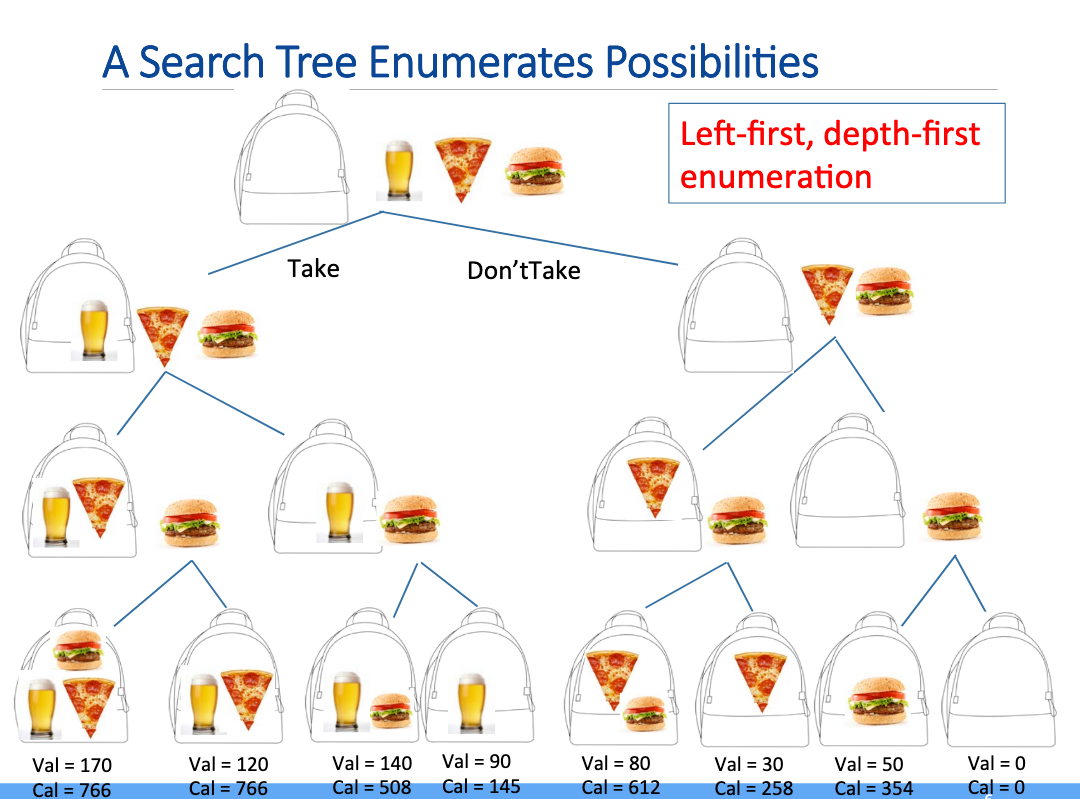 A Search Tree Enumerates Possibilities
Left-first, depth-first
enumeration
Take
Don'tTake
Val = 170
Cal = 766
Val = 120
Cal = 766
Val = 140
Cal = 508
Val = 90
Cal = 145
Val = 80
Cal = 612
Val = 30
Cal = 258
Val = 50
Cal = 354
Val = 0
Cal = 0